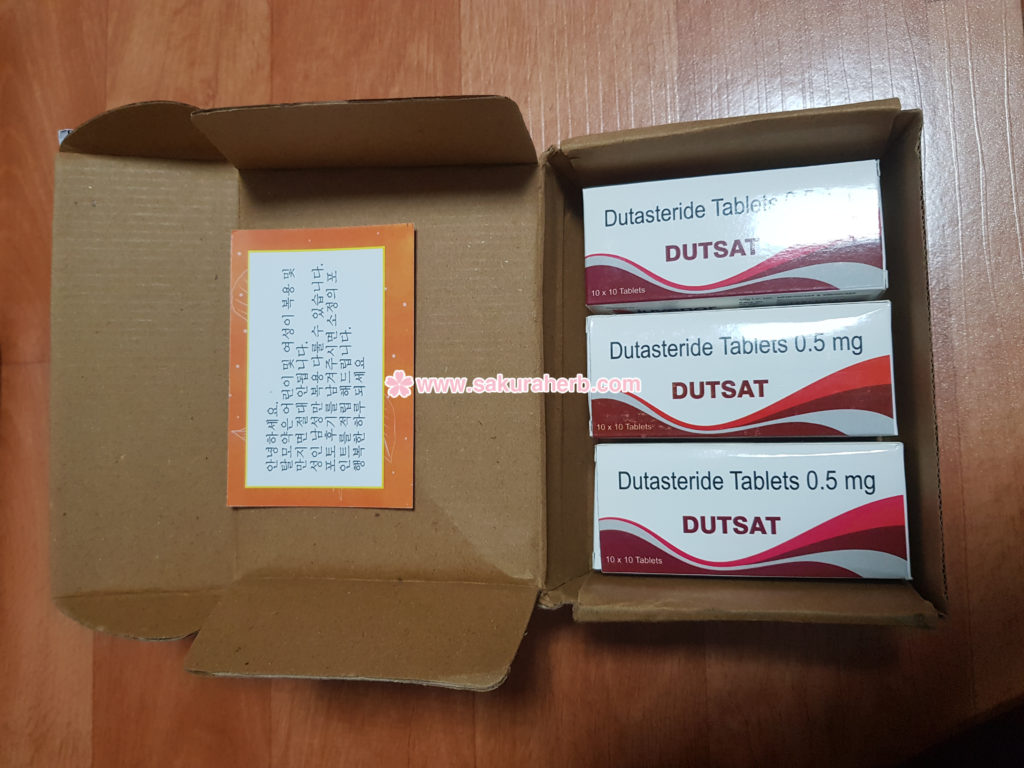 안녕하세요.
탈모약은 어린이 및 여성이 복용 및
만지면 절대 안됩니다.
성인 남성만 복용 다룰 수 있습니다.
포토 후기를 남겨주시면 소정의 포
인트를 적립 해드립니다.
행복한 하루 되세요
www.sakuraherb.com
Dutasteride Tablets
DUTSAT
10 x 10 Tablets
Dutasteride Tablets 0.5 mg
DUTSAT
10 x 10 Tablets
Dutasteride Tablets 0.5 mg
DUTSAT
10 x 10 Tablets